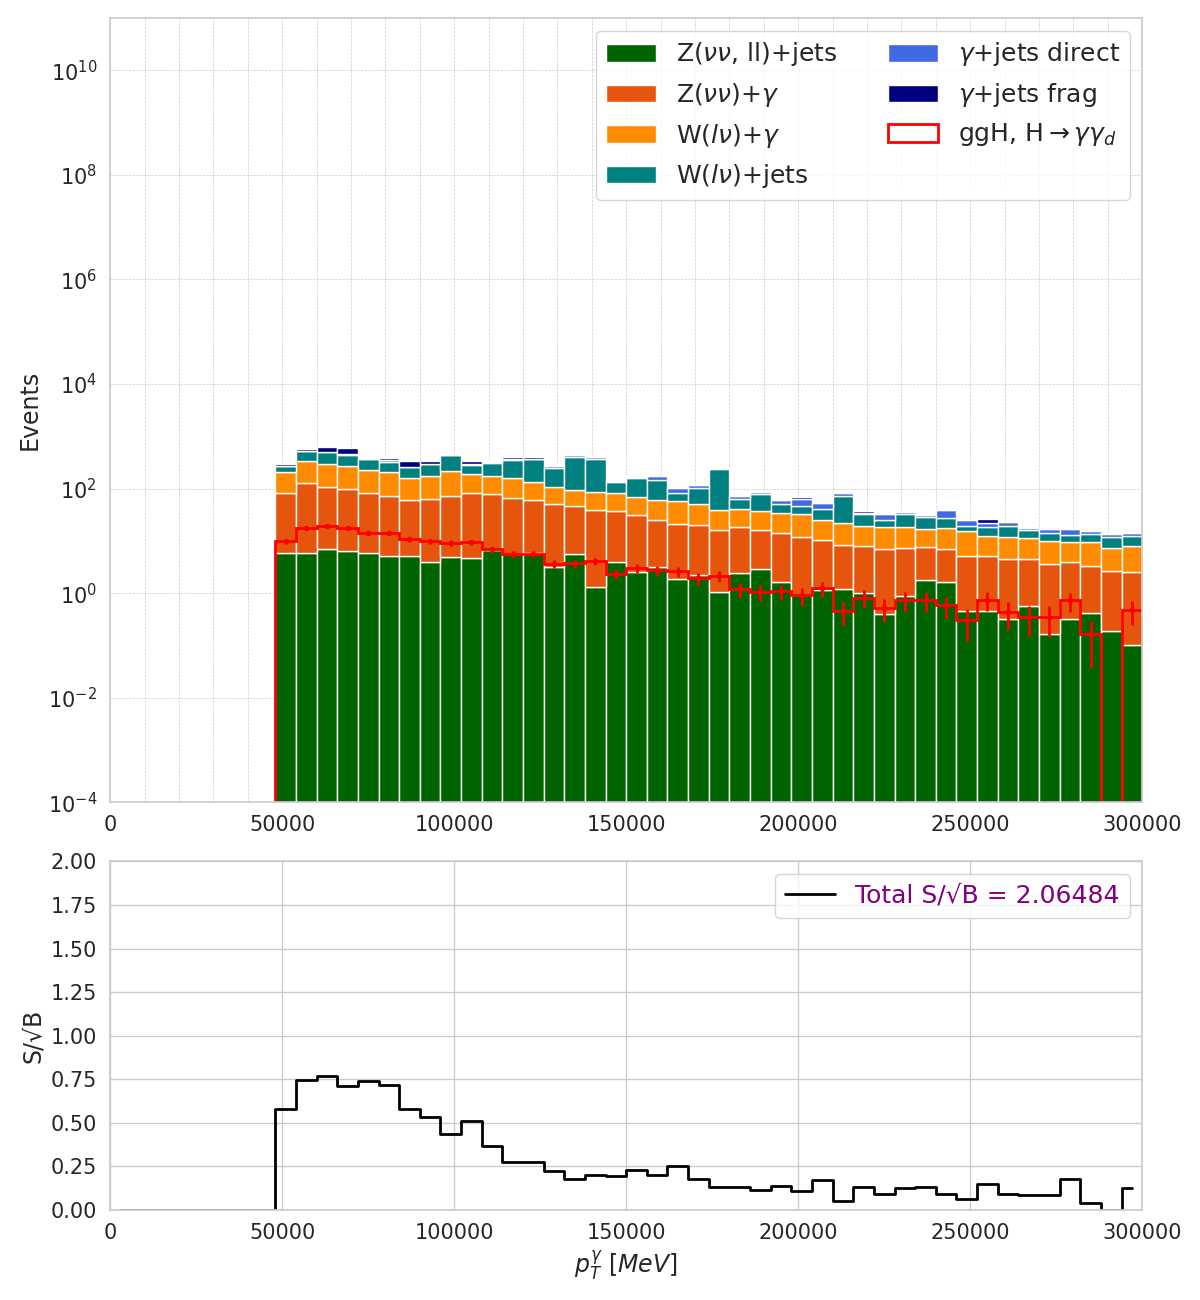 Z(νν, ll)+jets
Z(νν)+γ
W(lν)+γ
W(lν)+jets
γ+jets direct
γ+jets frag
ggH, H→γγ_d
Events
10^10
10^8
10^6
10^4
10^2
10^0
10^−2
10^−4
0 50000 100000 150000 200000 250000 300000
Total S/√B = 2.06484
S/√B
2.00
1.75
1.50
1.25
1.00
0.75
0.50
0.25
0.00
0 50000 100000 150000 200000 250000 300000
p_T^γ [MeV]